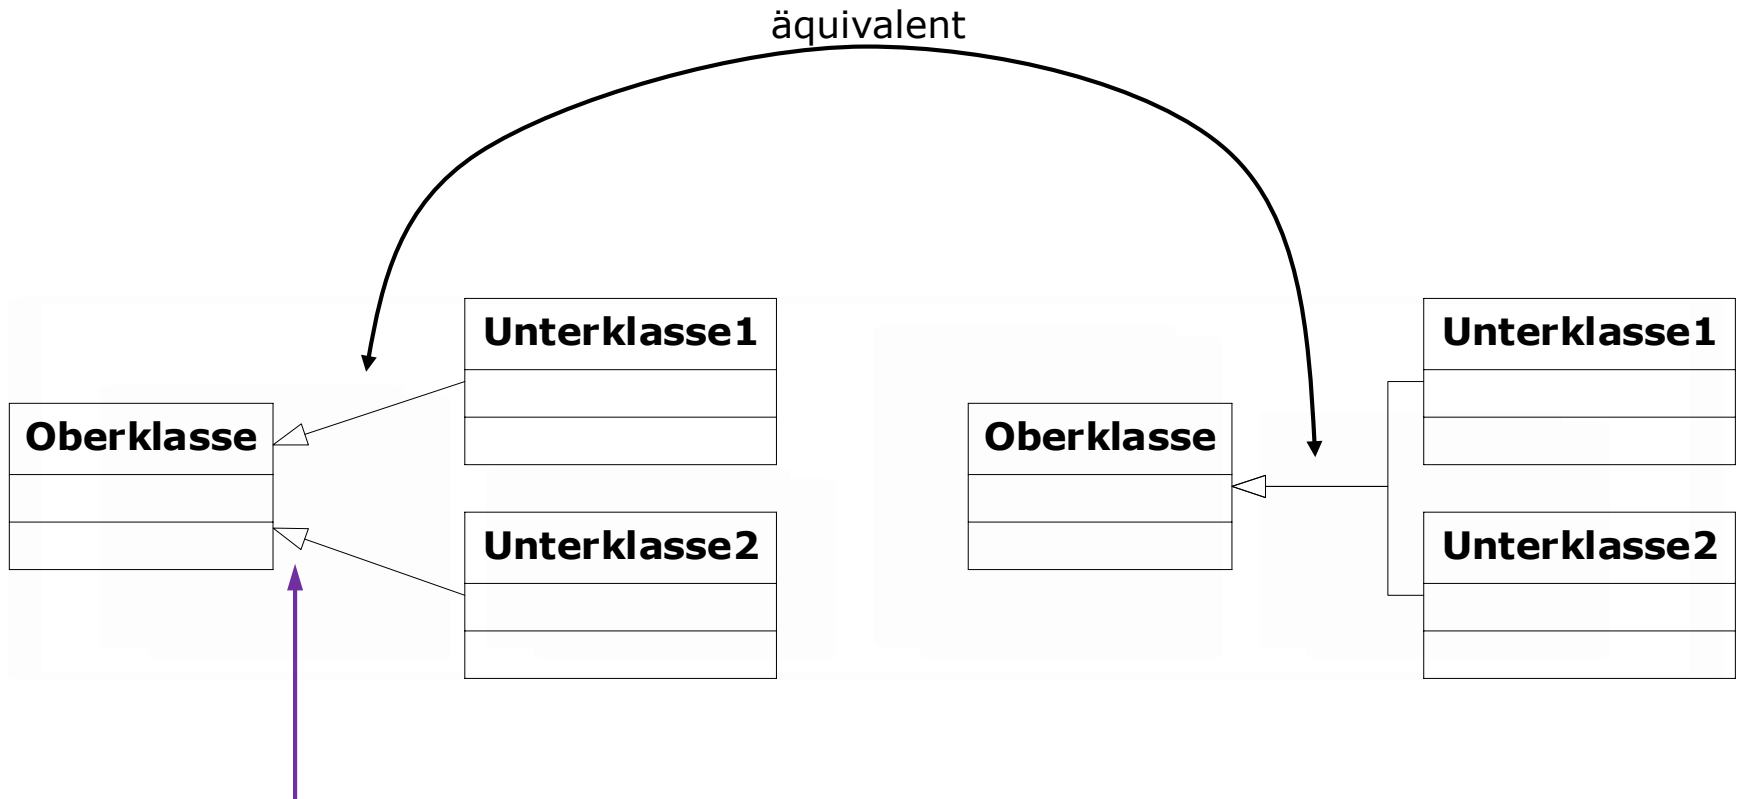 äquivalent
Oberklasse
Unterklasse1
Unterklasse2
Oberklasse
Unterklasse1
Unterklasse2